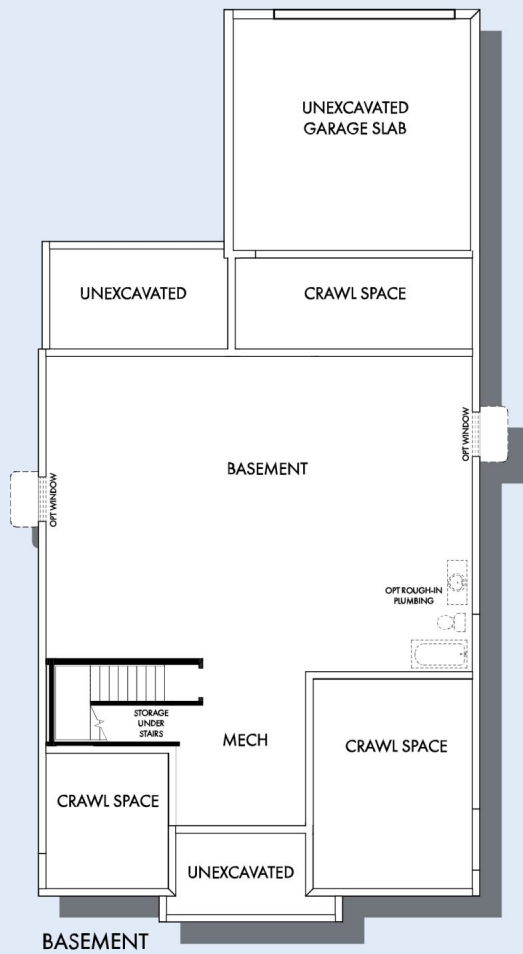 UNEXCAVATED
GARAGE SLAB
UNEXCAVATED
CRAWL SPACE
OPT WINDOW
BASEMENT
OPT WINDOW
OPT ROUGH-IN
PLUMBING
STORAGE
UNDER
STAIRS
MECH
CRAWL SPACE
CRAWL SPACE
UNEXCAVATED
BASEMENT